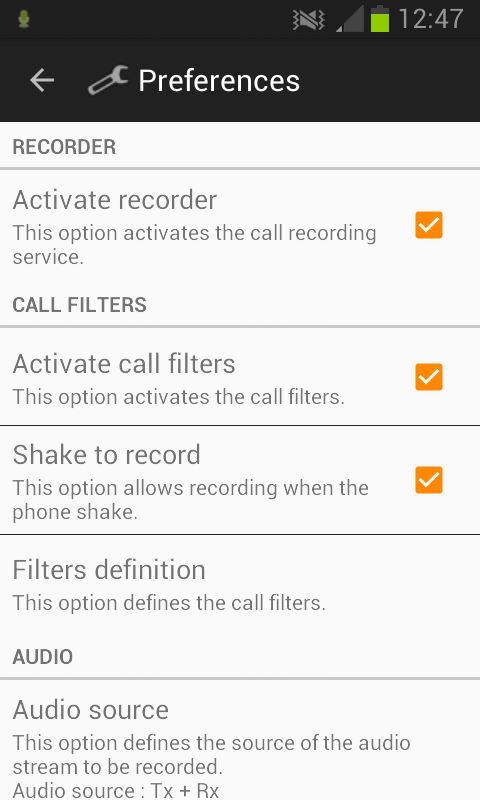 12:47
Preferences
RECORDER
Activate recorder
This option activates the call recording
service.
CALL FILTERS
Activate call filters
This option activates the call filters.
Shake to record
This option allows recording when the
phone shake.
Filters definition
This option defines the call filters.
AUDIO
Audio source
This option defines the source of the audio
stream to be recorded.
Audio source : Tx + Rx